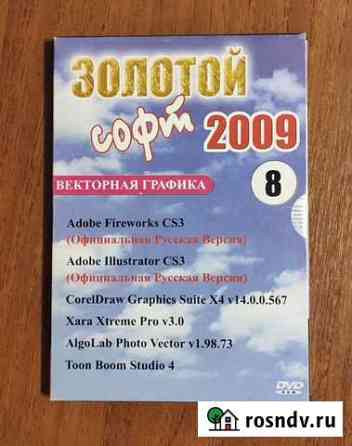 ЗОЛОТОЙ
софт 2009
ВЕКТОРНАЯ ГРАФИКА
8
Adobe Fireworks CS3
(Официальная Русская Версия)
Adobe Illustrator CS3
(Официальная Русская Версия)
CorelDraw Graphics Suite X4 v14.0.0.567
Xara Xtreme Pro v3.0
AlgoLab Photo Vector v1.98.73
Toon Boom Studio 4
DVD
rosndv.ru